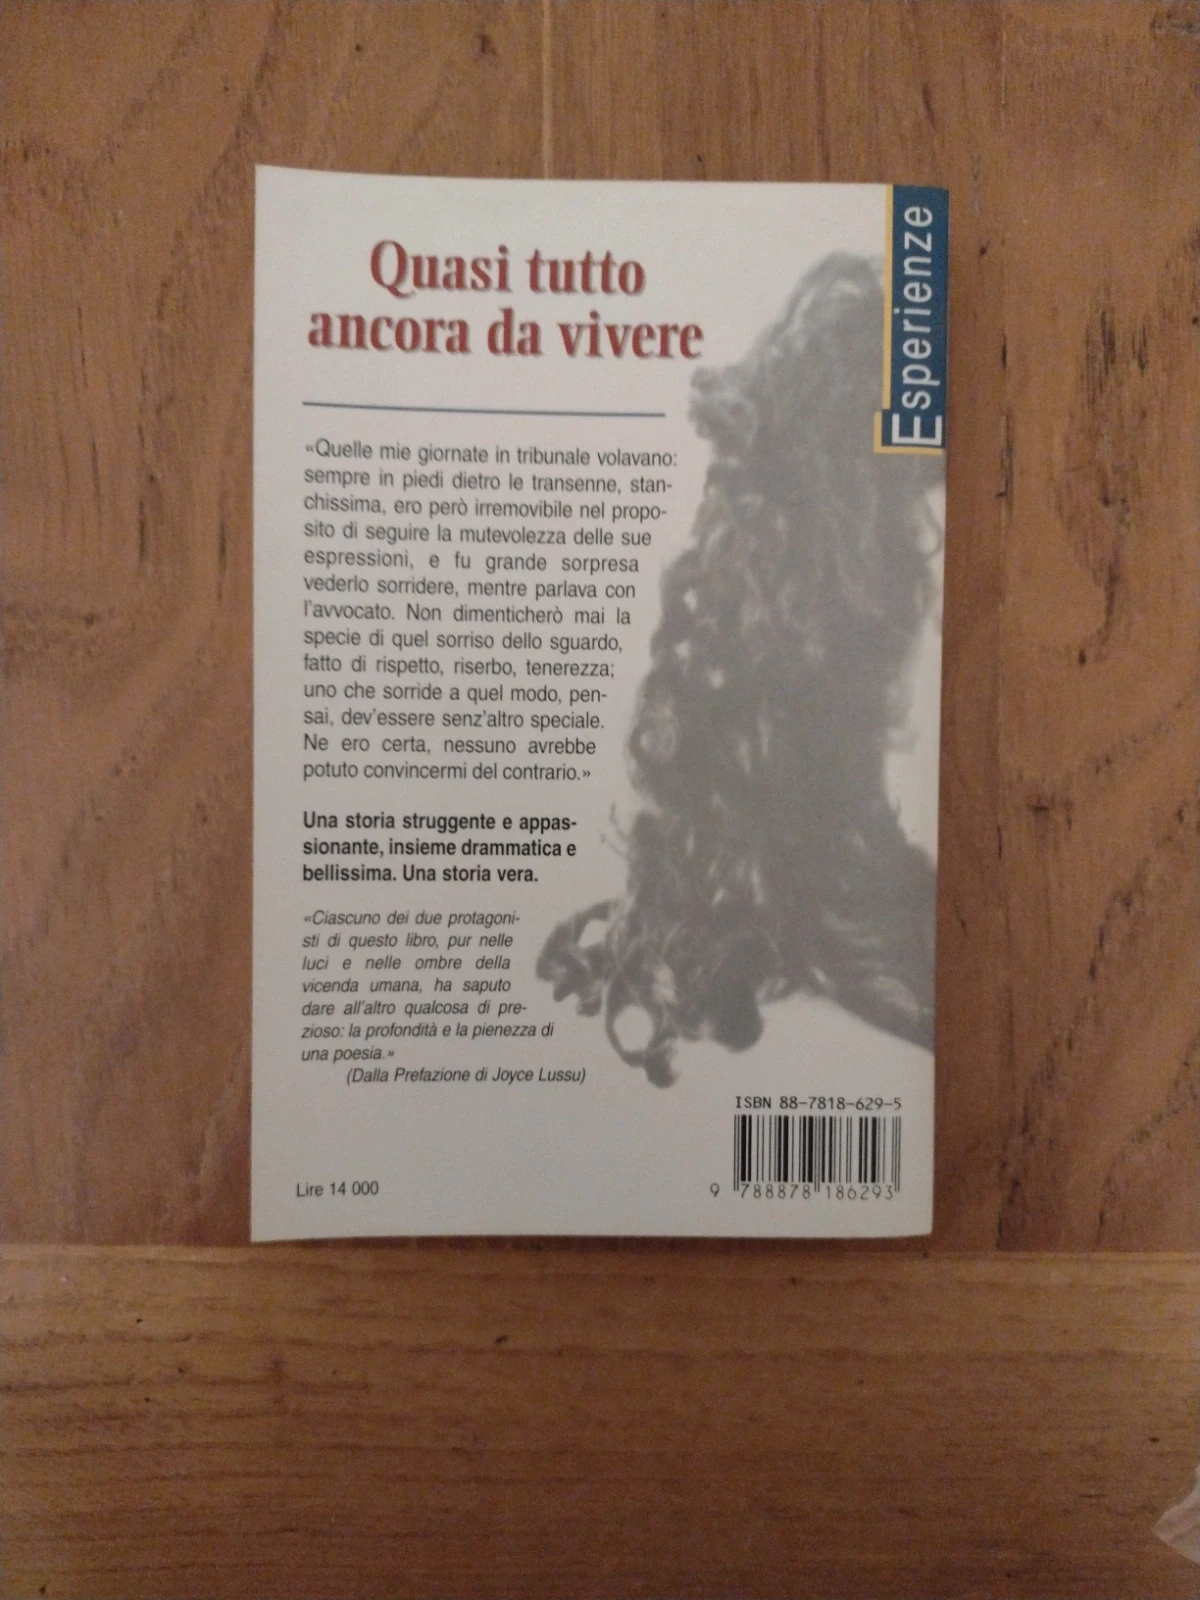 Quasi tutto
ancora da vivere
Esperienze
«Quelle mie giornate in tribunale volavano:
sempre in piedi dietro le transenne, stan-
chissima, ero però irremovibile nel propo-
sito di seguire la mutevolezza delle sue
espressioni, e fu grande sorpresa
vederlo sorridere, mentre parlava con
l'avvocato. Non dimenticherò mai la
specie di quel sorriso dello sguardo,
fatto di rispetto, riserbo, tenerezza;
uno che sorride a quel modo, pen-
sai, dev'essere senz'altro speciale.
Ne ero certa, nessuno avrebbe
potuto convincermi del contrario.»
Una storia struggente e appas-
sionante, insieme drammatica e
bellissima. Una storia vera.
«Ciascuno dei due protagoni-
sti di questo libro, pur nelle
luci e nelle ombre della
vicenda umana, ha saputo
dare all'altro qualcosa di pre-
zioso: la profondità e la pienezza di
una poesia.»
(Dalla Prefazione di Joyce Lussu)
ISBN 88-7818-629-5
9 788878 186293
Lire 14 000